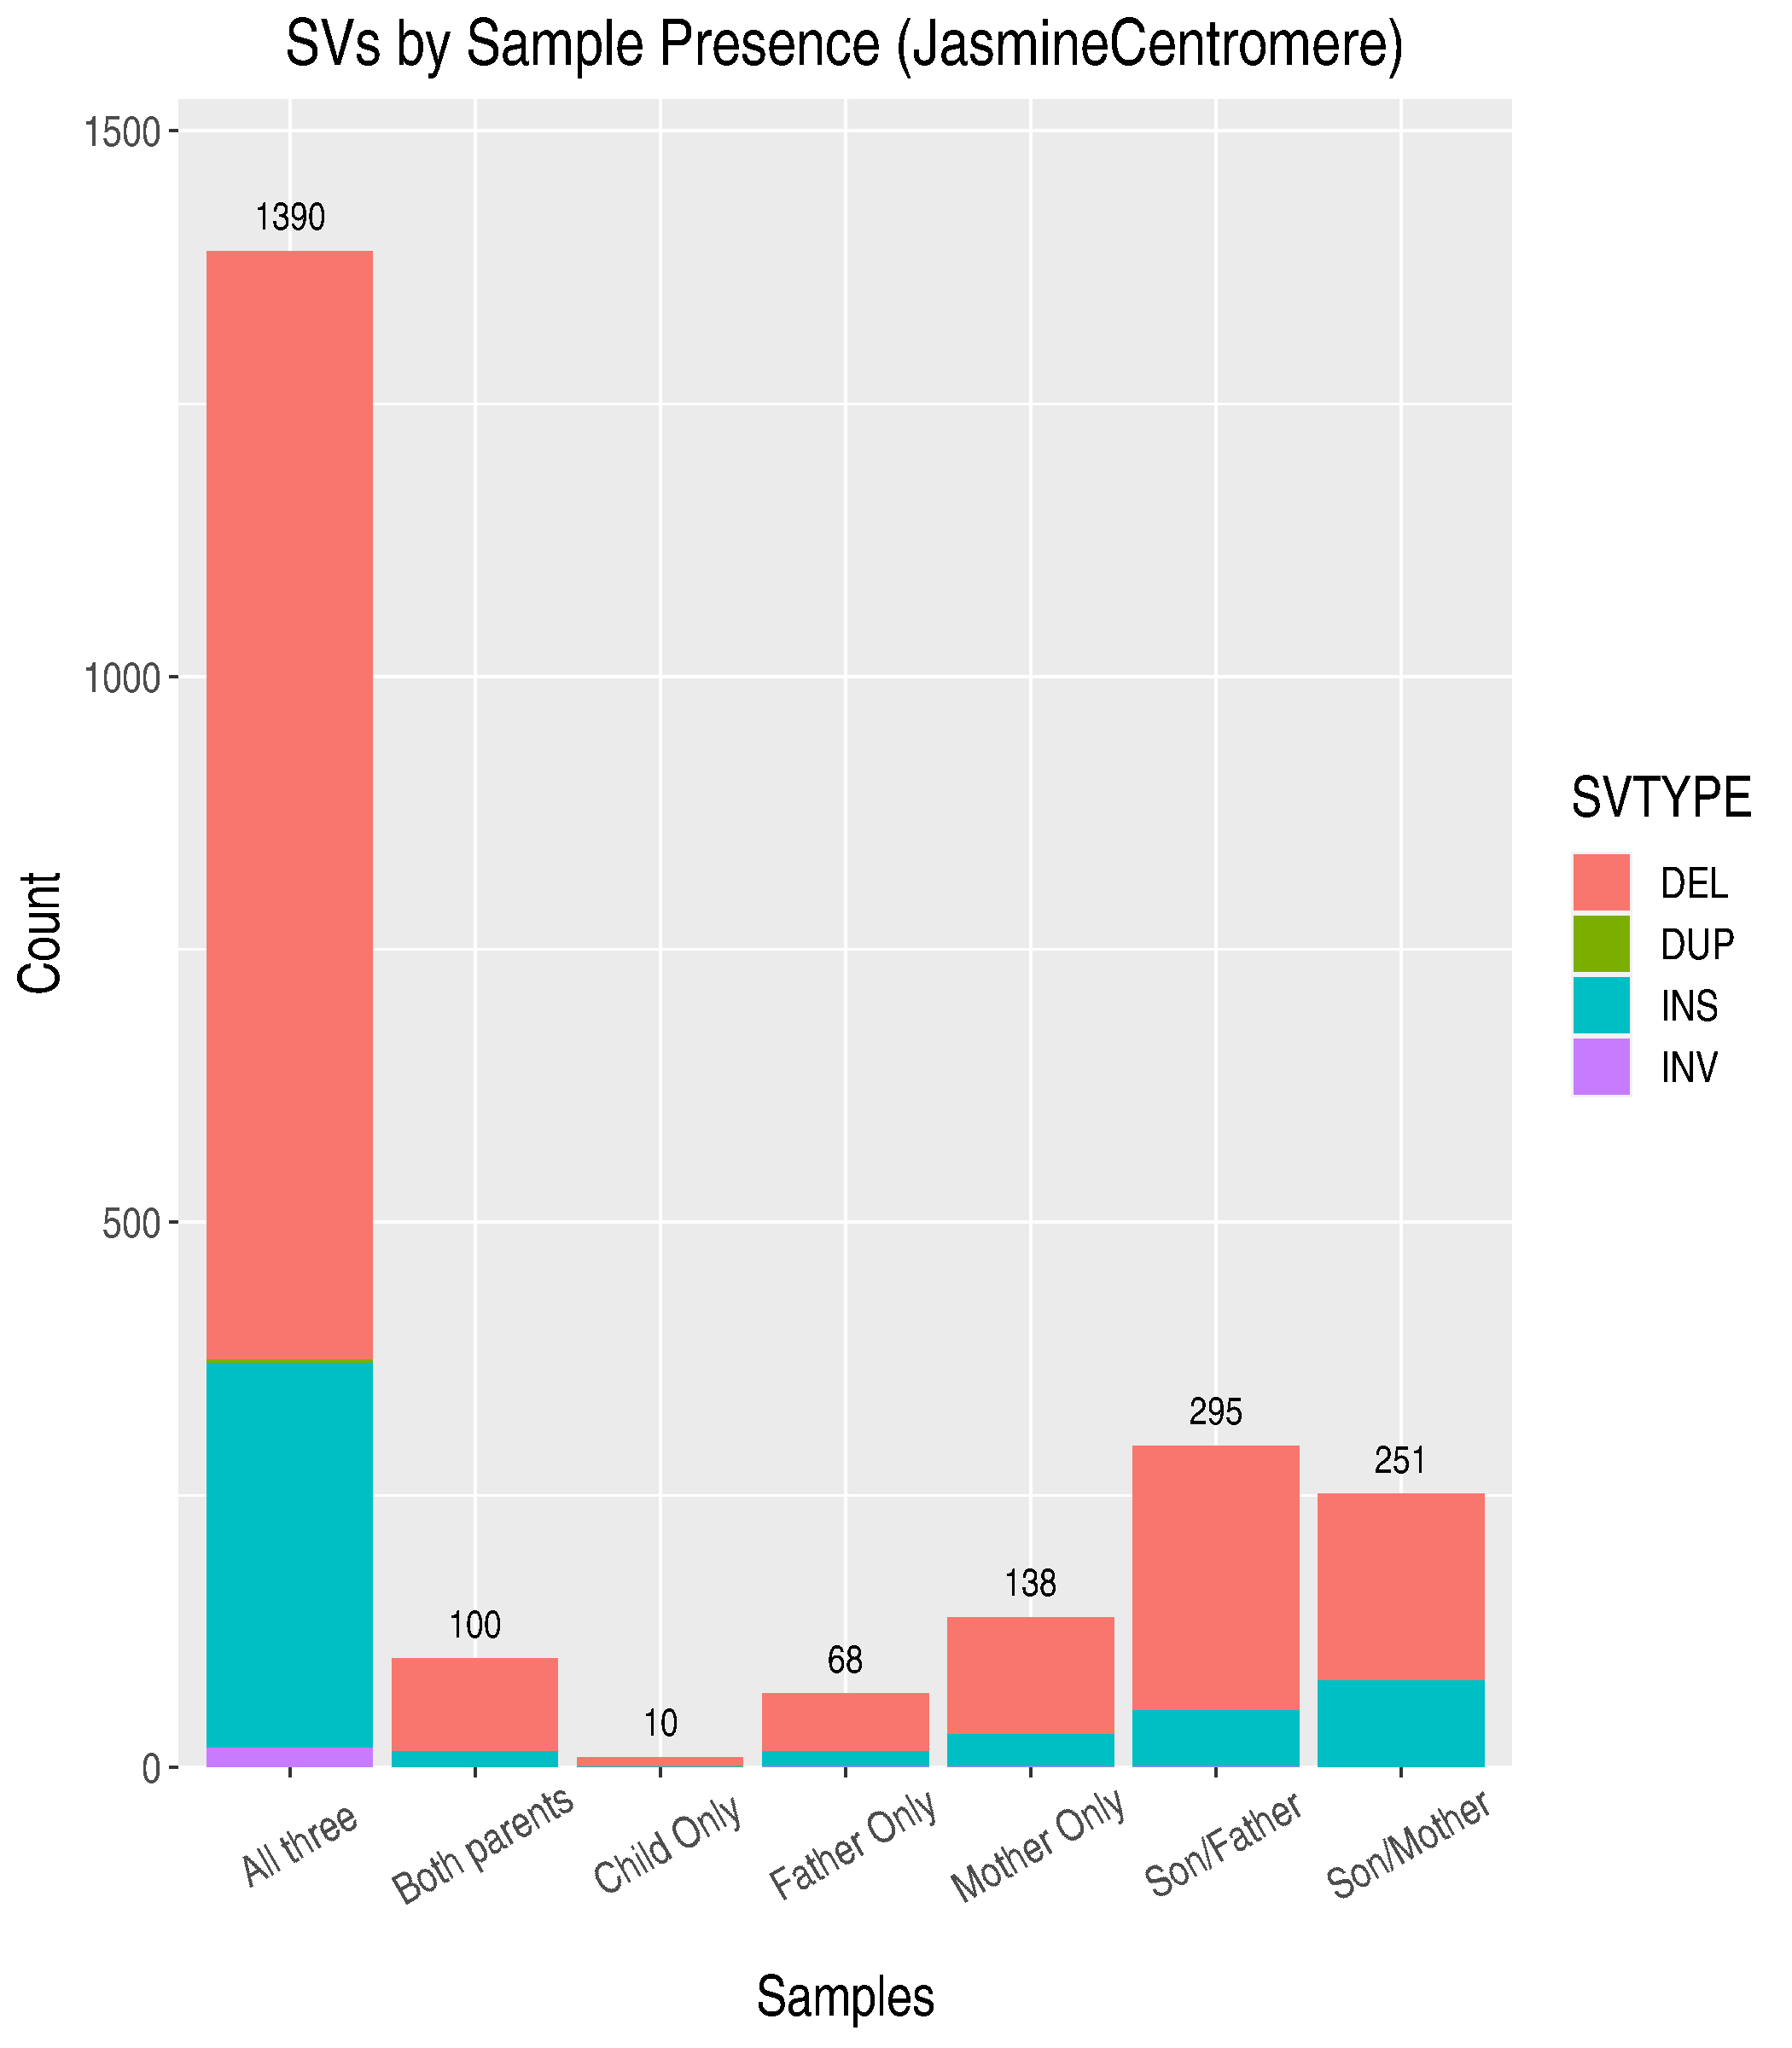 SVs by Sample Presence (JasmineCentromere)
1500
1000
500
0
Count
1390
100
10
68
138
295
251
All three
Both parents
Child Only
Father Only
Mother Only
Son/Father
Son/Mother
Samples
SVTYPE
DEL
DUP
INS
INV